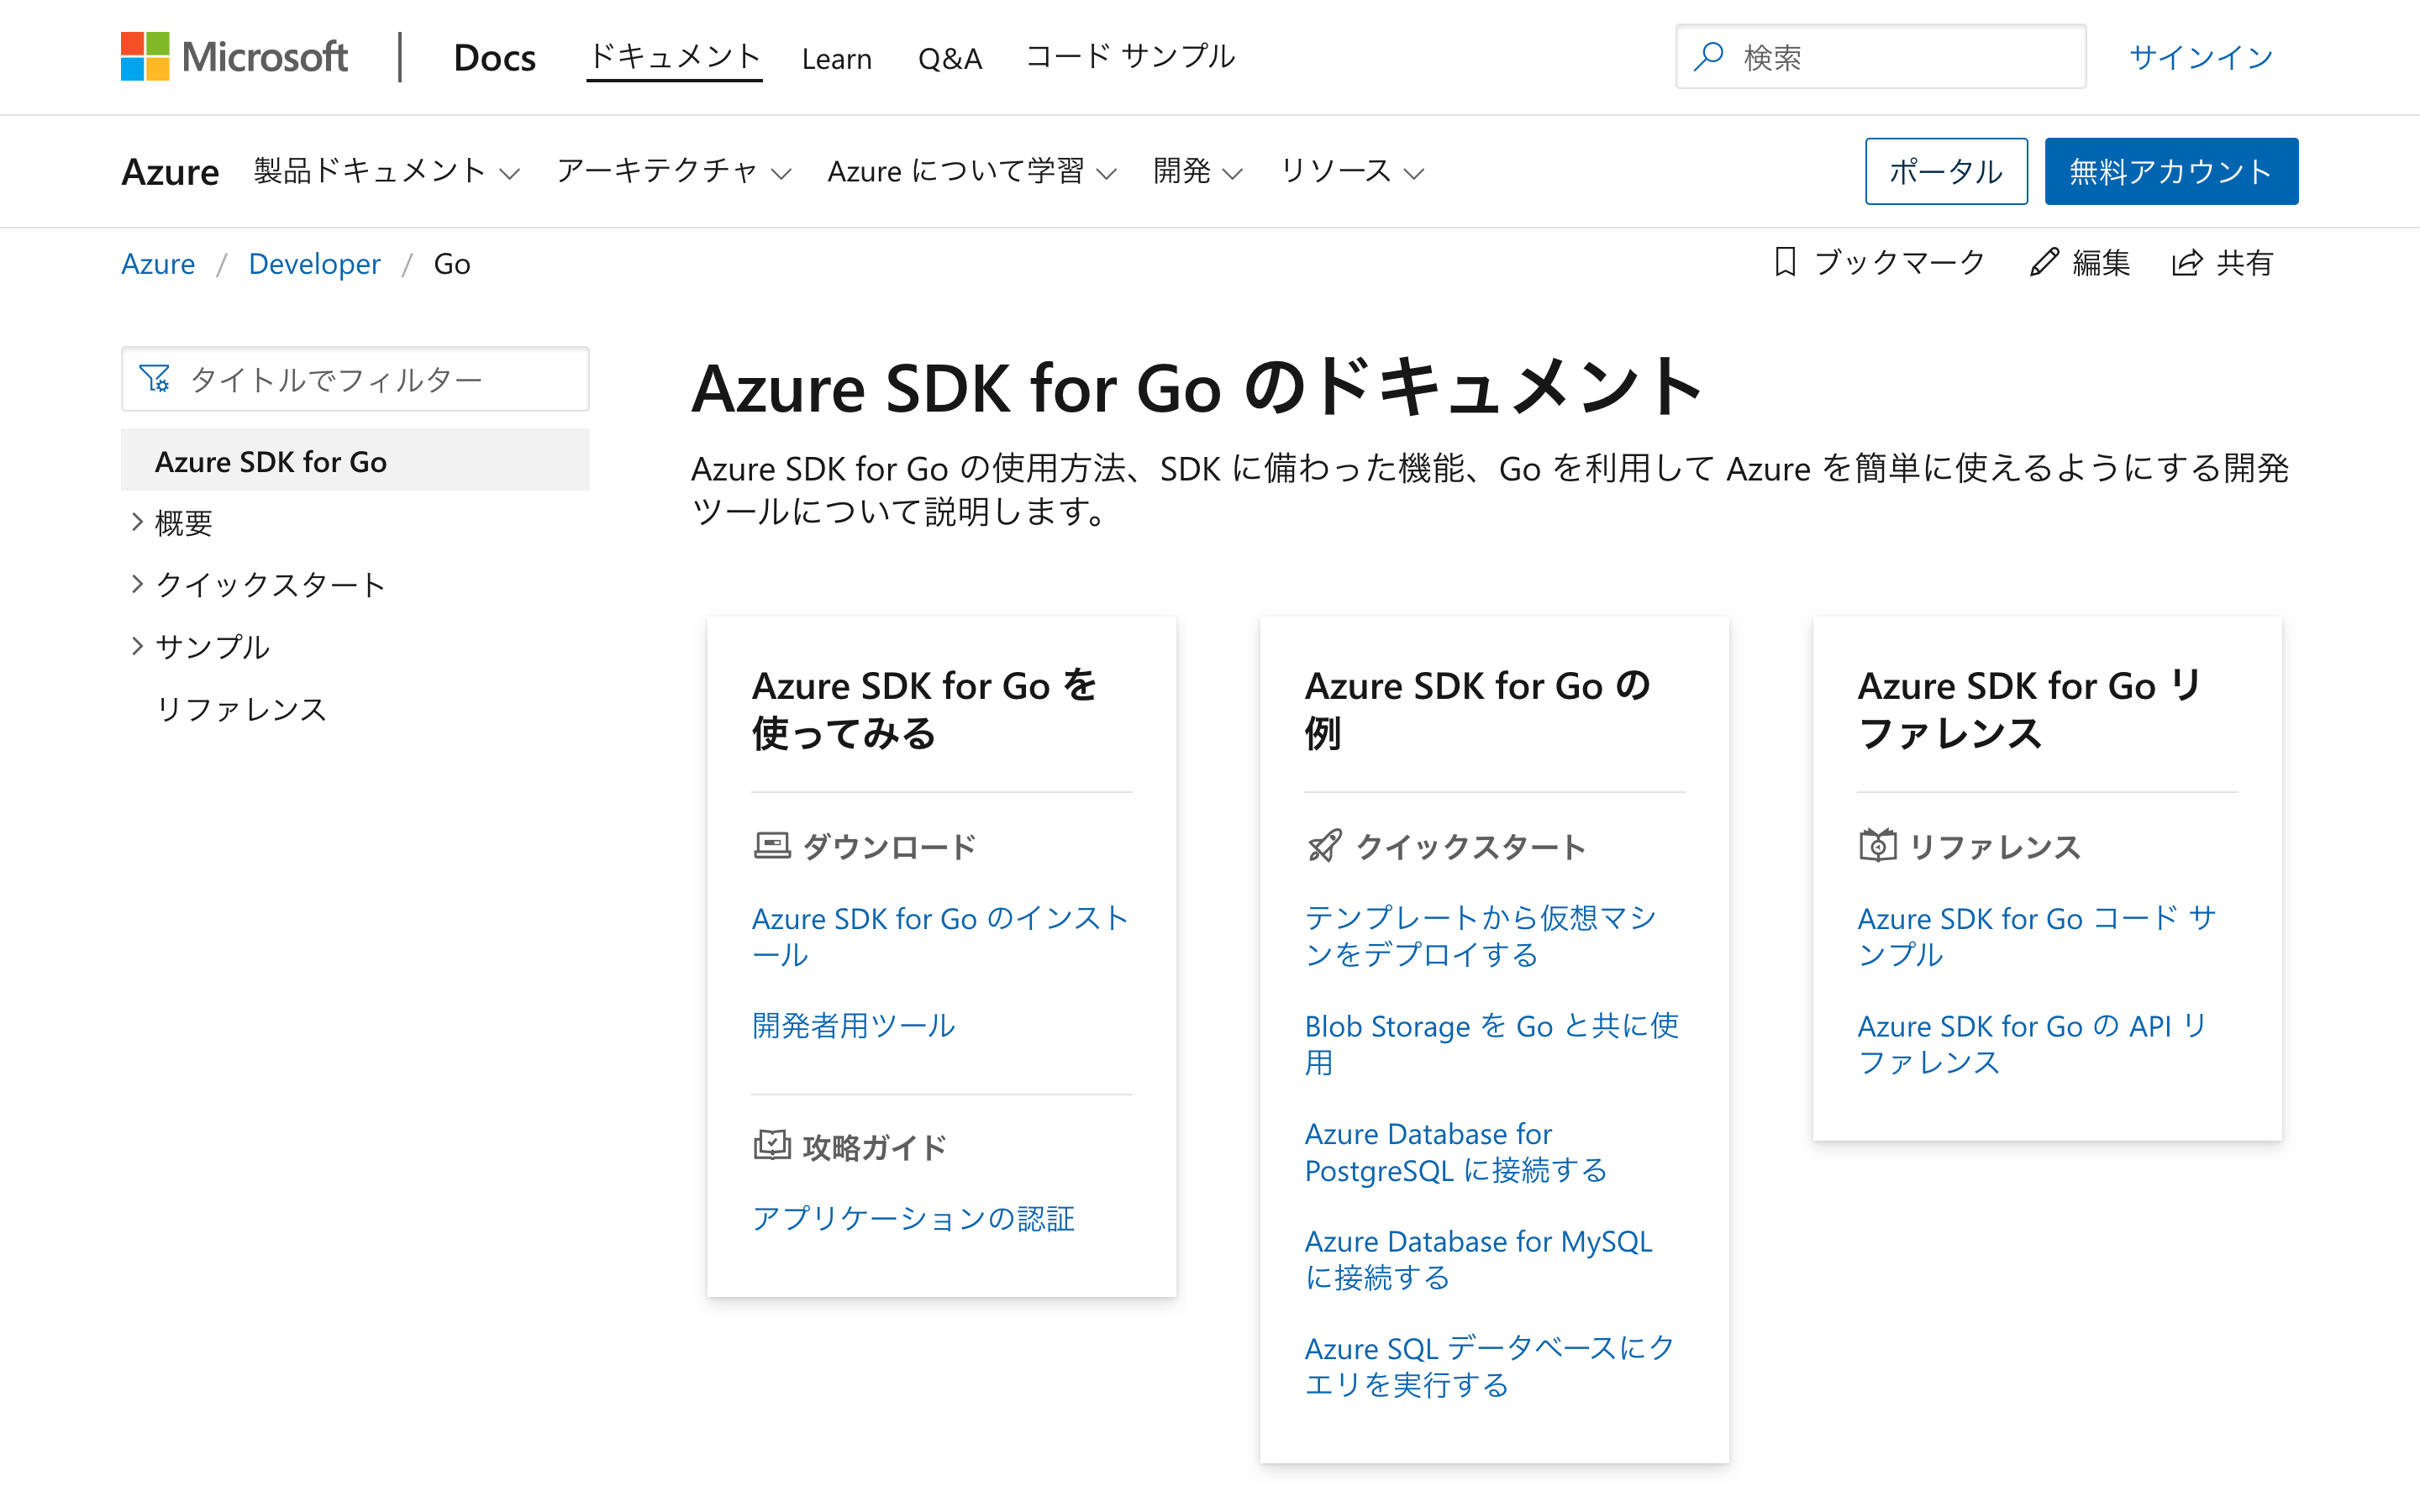 Microsoft
Docs
ドキュメント
Learn
Q&A
コード サンプル
検索
サインイン
Azure
製品ドキュメント
アーキテクチャ
Azure について学習
開発
リソース
ポータル
無料アカウント
Azure / Developer / Go
ブックマーク
編集
共有
タイトルでフィルター
Azure SDK for Go
概要
クイックスタート
サンプル
リファレンス
Azure SDK for Go のドキュメント
Azure SDK for Go の使用方法、SDK に備わった機能、Go を利用して Azure を簡単に使えるようにする開発
ツールについて説明します。
Azure SDK for Go を
使ってみる
ダウンロード
Azure SDK for Go のインスト
ール
開発者用ツール
攻略ガイド
アプリケーションの認証
Azure SDK for Go の
例
クイックスタート
テンプレートから仮想マシ
ンをデプロイする
Blob Storage を Go と共に使
用
Azure Database for
PostgreSQL に接続する
Azure Database for MySQL
に接続する
Azure SQL データベースにク
エリを実行する
Azure SDK for Go リ
ファレンス
リファレンス
Azure SDK for Go コード サ
ンプル
Azure SDK for Go の API リ
ファレンス